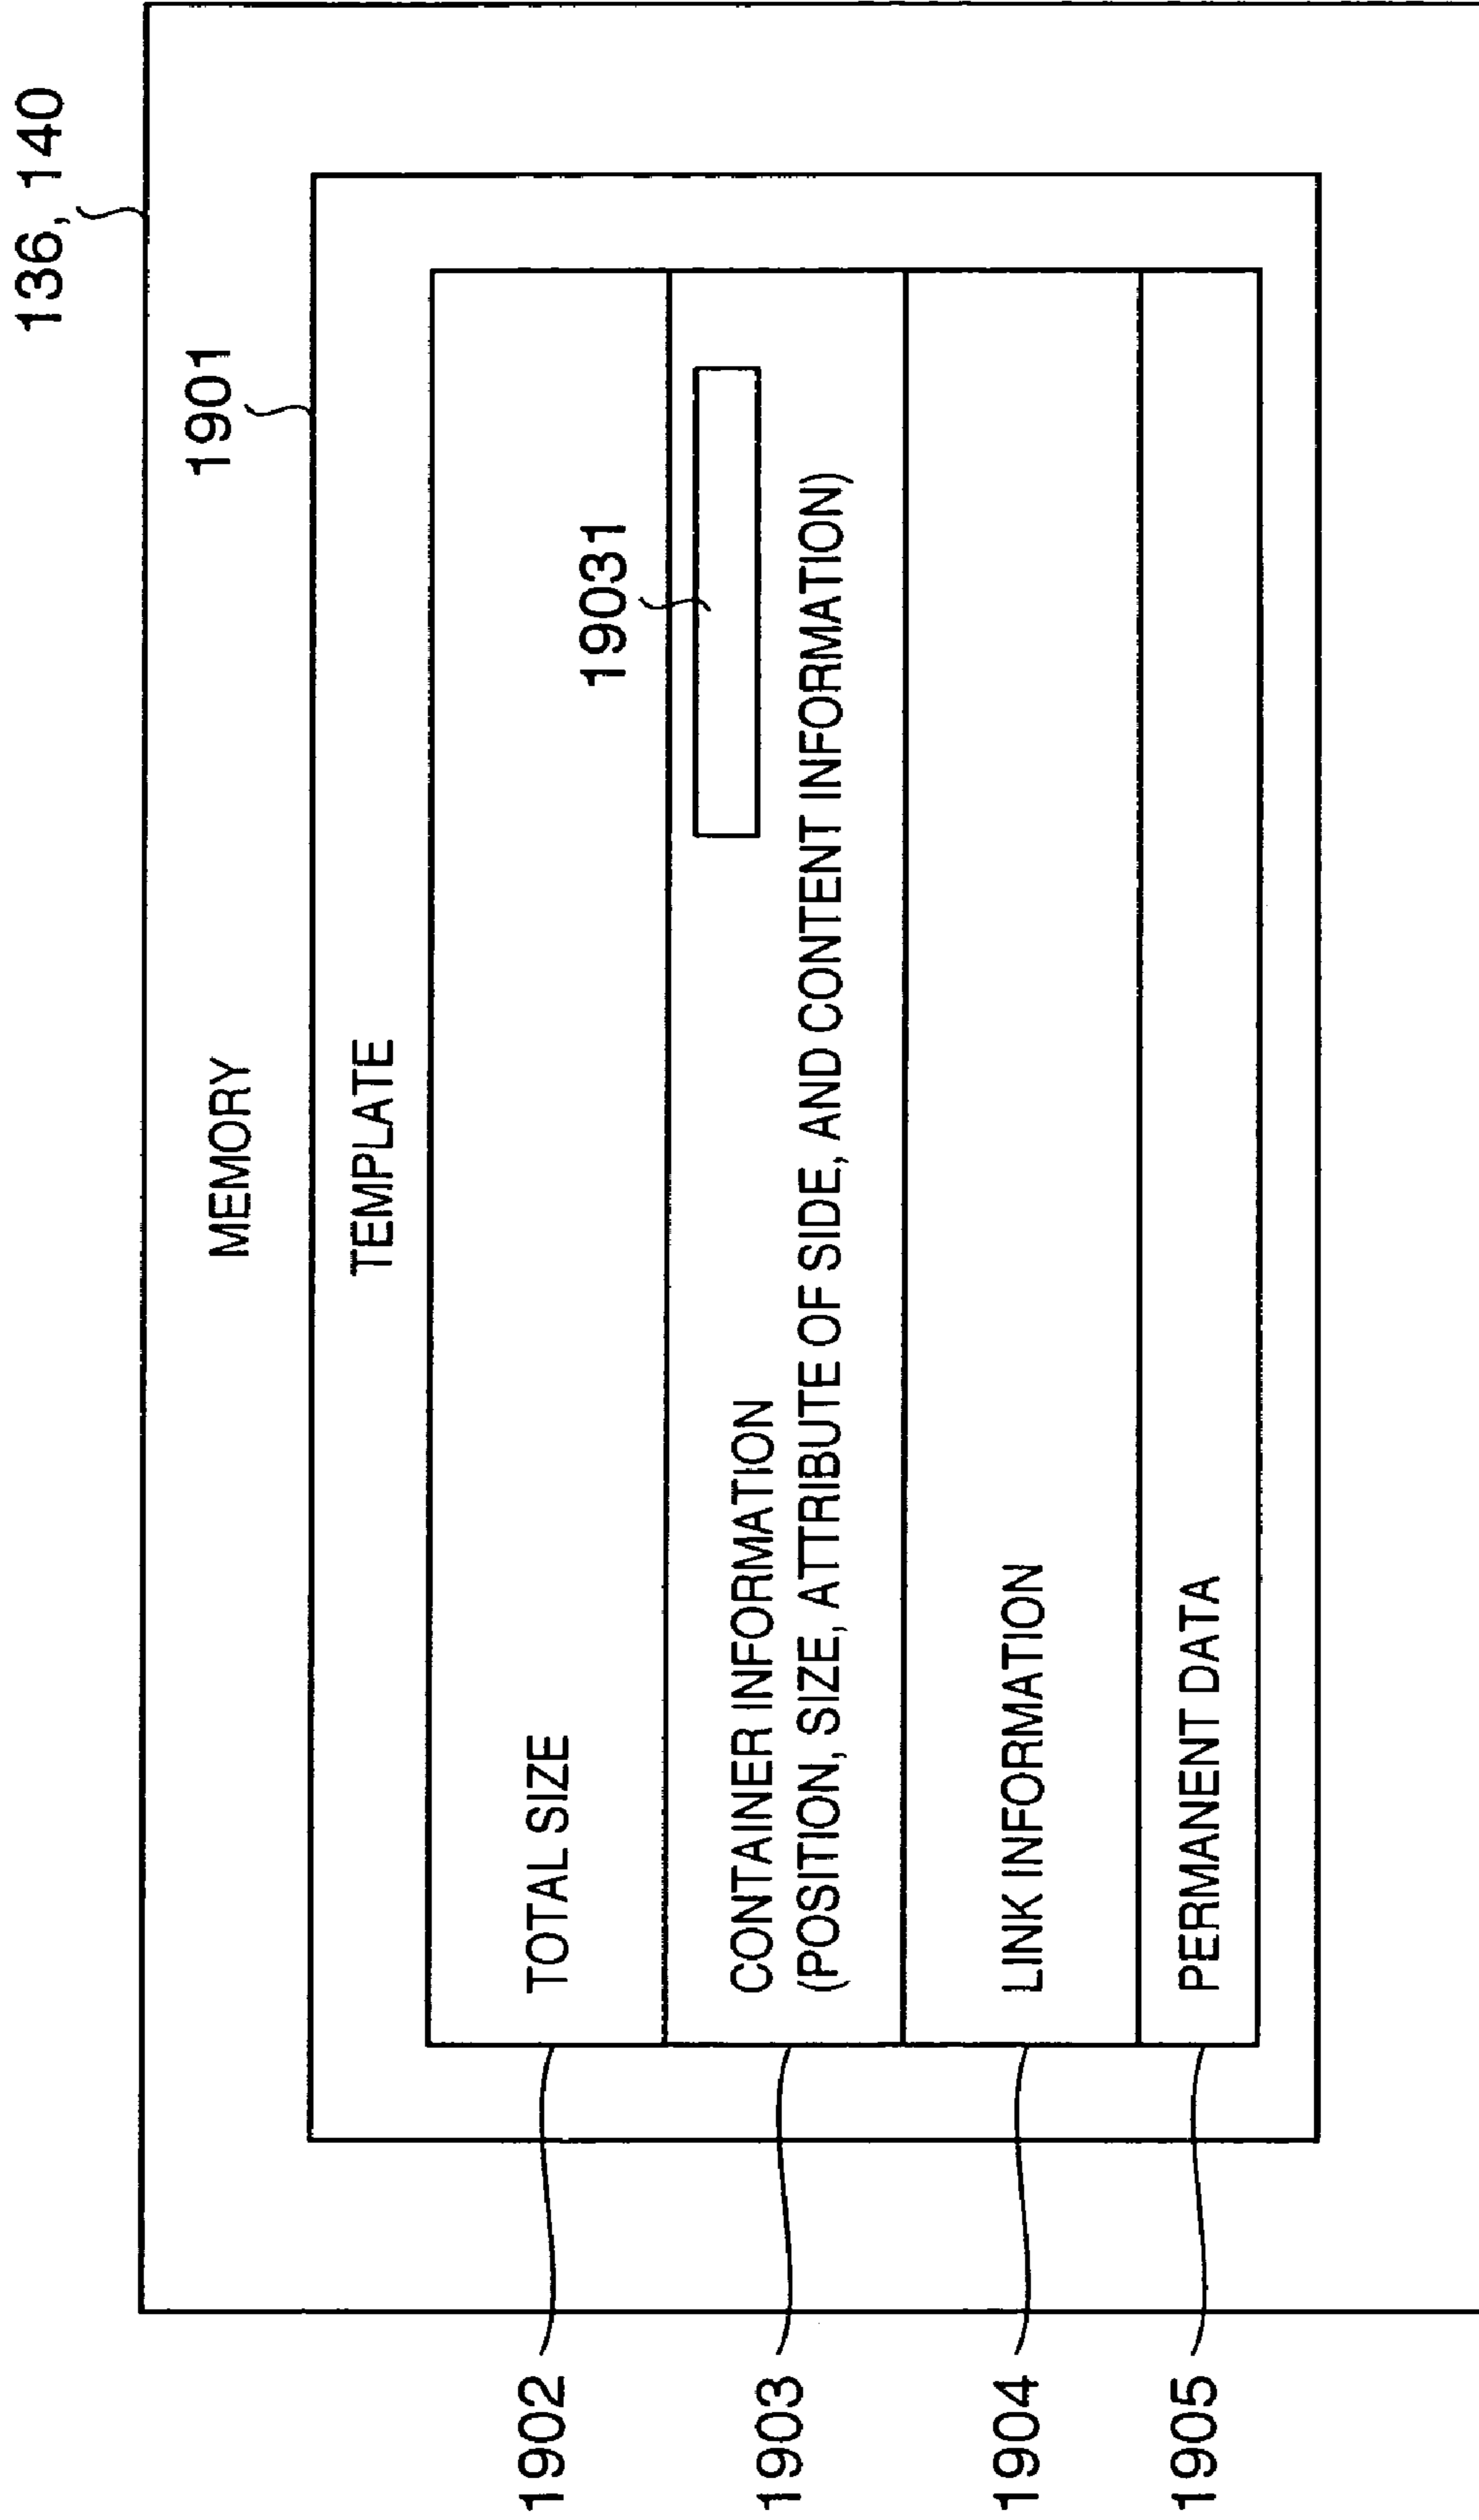 136, 140
MEMORY
1901
TEMPLATE
1902
TOTAL SIZE
19031
1903
CONTAINER INFORMATION
(POSITION, SIZE, ATTRIBUTE OF SIDE, AND CONTENT INFORMATION)
1904
LINK INFORMATION
1905
PERMANENT DATA